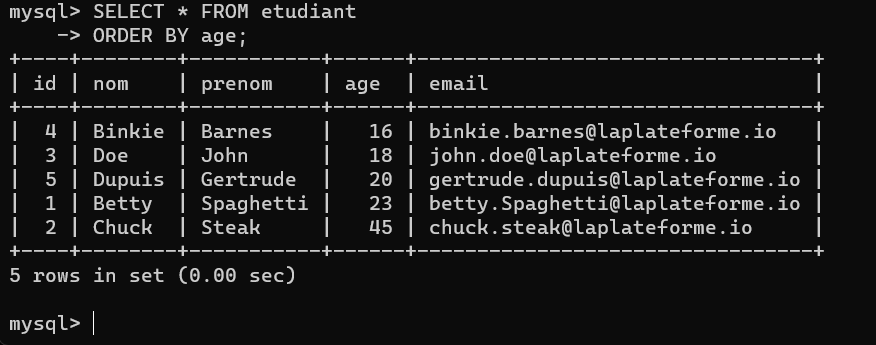 mysql> SELECT * FROM etudiant
    -> ORDER BY age;
+----+--------+-----------+------+---------------------------------+
| id | nom    | prenom    | age  | email                           |
+----+--------+-----------+------+---------------------------------+
|  4 | Binkie | Barnes    |   16 | binkie.barnes@laplateforme.io   |
|  3 | Doe    | John      |   18 | john.doe@laplateforme.io        |
|  5 | Dupuis | Gertrude  |   20 | gertrude.dupuis@laplateforme.io |
|  1 | Betty  | Spaghetti |   23 | betty.Spaghetti@laplateforme.io |
|  2 | Chuck  | Steak     |   45 | chuck.steak@laplateforme.io     |
+----+--------+-----------+------+---------------------------------+
5 rows in set (0.00 sec)

mysql>